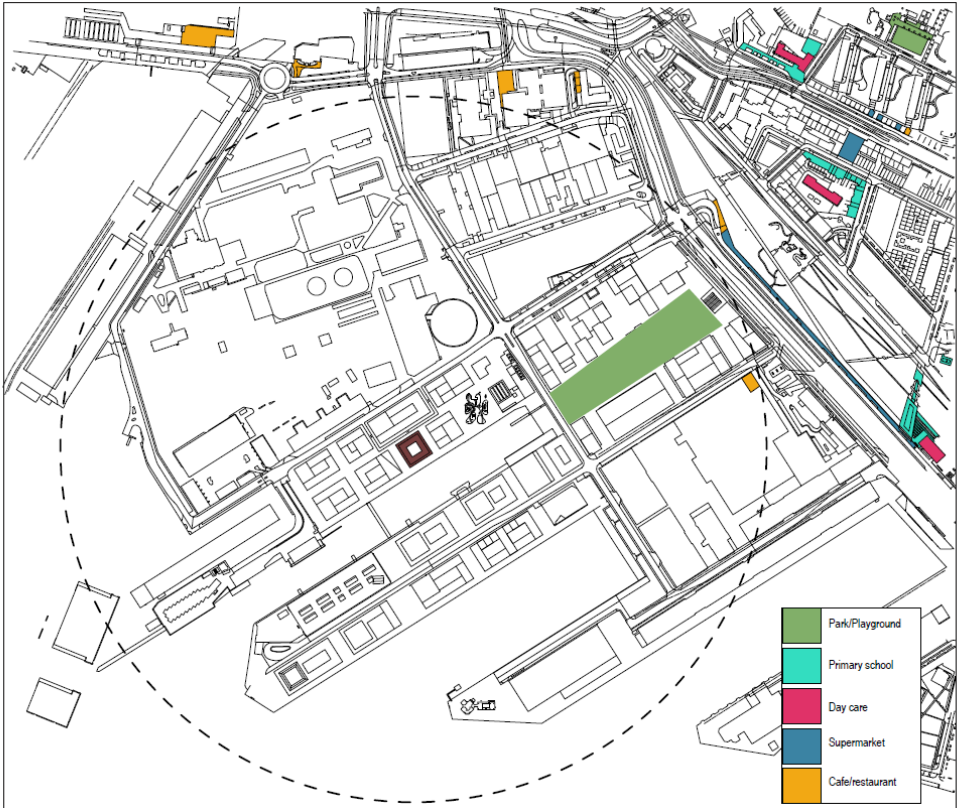 Park/Playground
Primary school
Day care
Supermarket
Cafe/restaurant